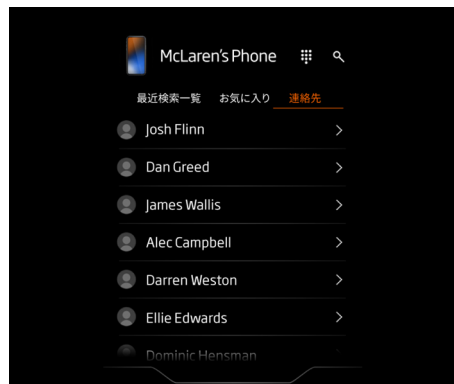 McLaren's Phone
最近検索一覧 お気に入り 連絡先
Josh Flinn
Dan Greed
James Wallis
Alec Campbell
Darren Weston
Ellie Edwards
Dominic Hensman